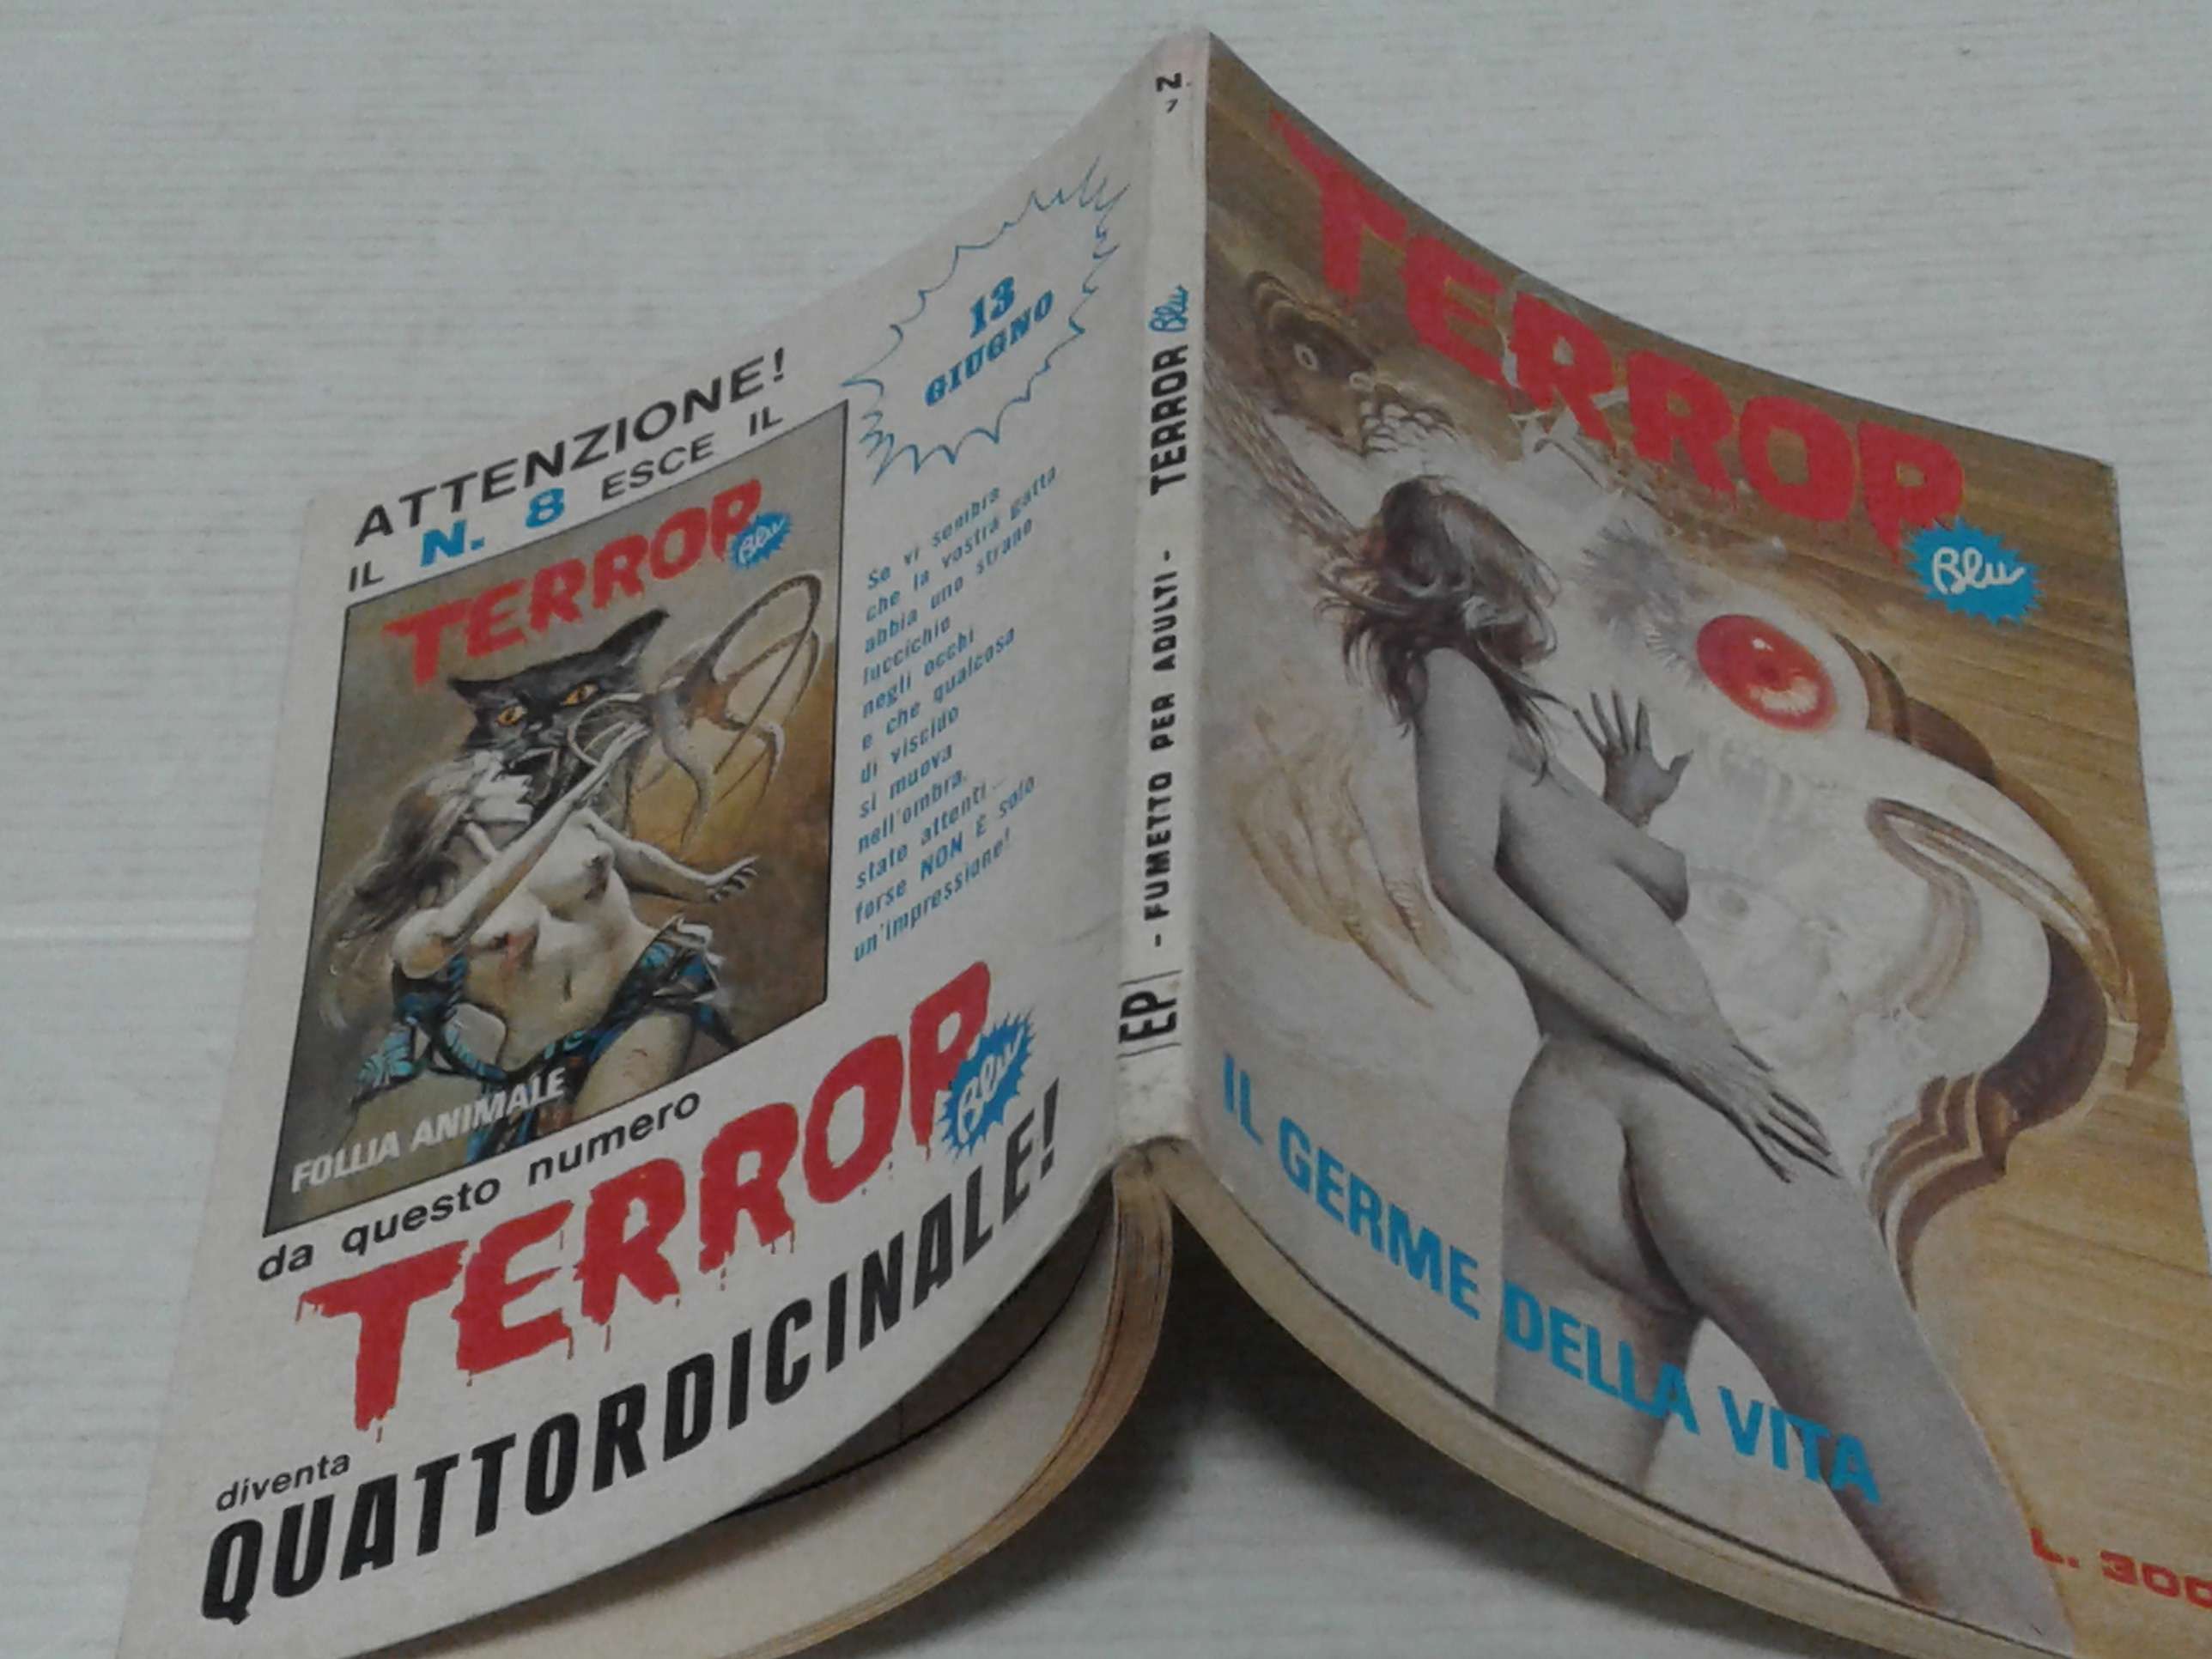 ATTENZIONE!
IL N. 8 ESCE IL
13
GIUGNO
TERROR
Blu
FOLLIA ANIMALE
Se vi sembra
che la vostra gatta
abbia uno strano
luccichio
negli occhi
e che qualcosa
di viscido
si muova
nell'ombra,
state attenti...
forse NON È solo
un'impressione!
da questo numero
TERROR
Blu
diventa
QUATTORDICINALE!
N.
7
EP - FUMETTO PER ADULTI - TERROR Blu
TERROR
Blu
IL GERME DELLA VITA
L. 300